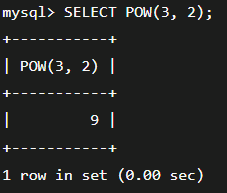 mysql> SELECT POW(3, 2);
+-----------+
| POW(3, 2) |
+-----------+
|         9 |
+-----------+
1 row in set (0.00 sec)